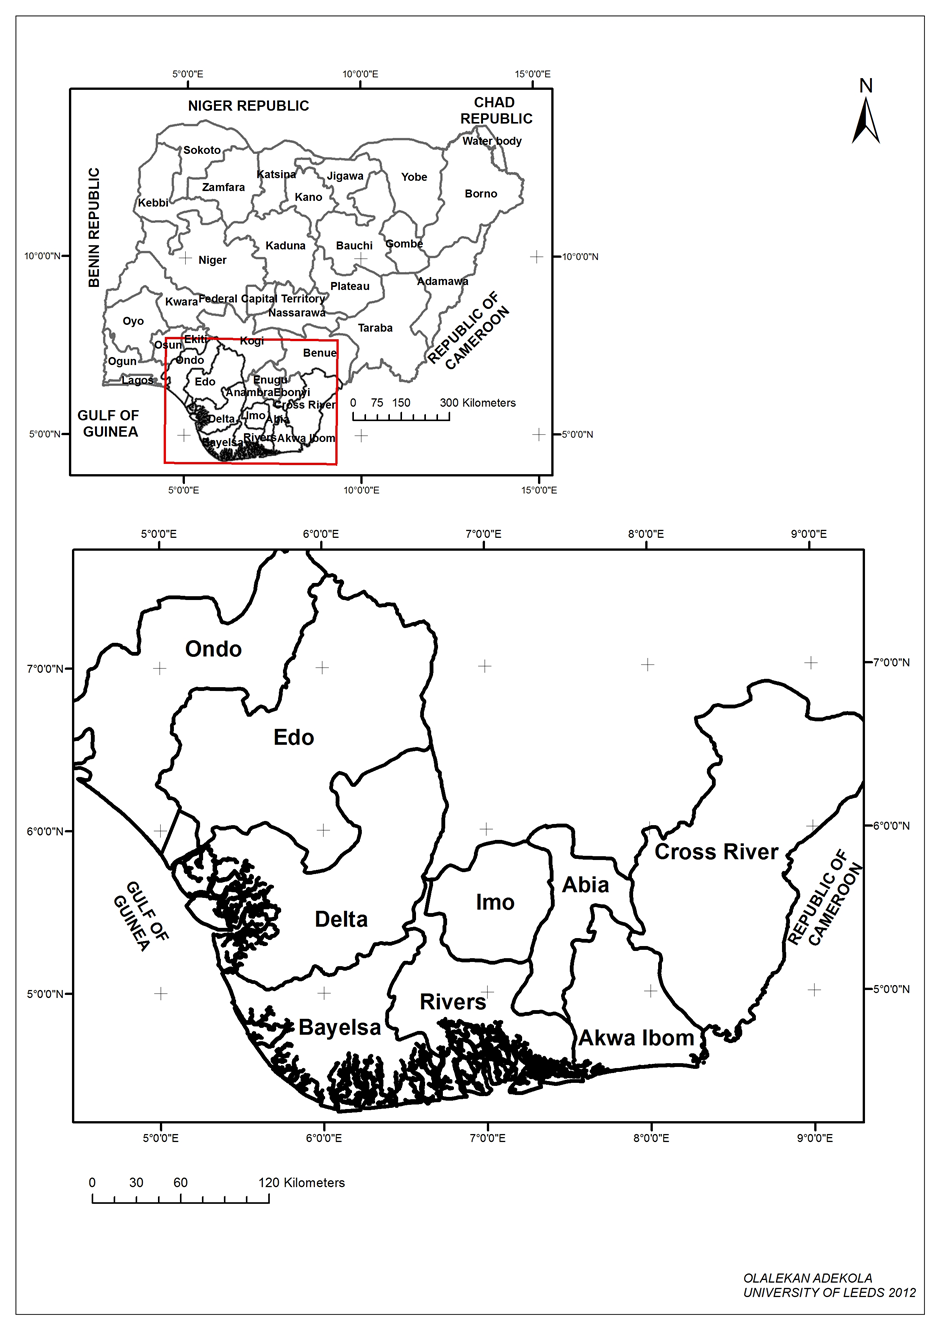 N
5°0'0"E 10°0'0"E 15°0'0"E
NIGER REPUBLIC
CHAD
REPUBLIC
Water body
BENIN REPUBLIC
Sokoto
Katsina
Jigawa
Yobe
Zamfara
Kano
Borno
Kebbi
Kaduna
Bauchi
Gombe
10°0'0"N 10°0'0"N
Niger
Adamawa
Plateau
Kwara
Federal Capital Territory
Nassarawa
Oyo
Taraba
REPUBLIC OF
CAMEROON
Osun
Ekiti
Kogi
Benue
Ogun
Ondo
Lagos
Edo
Enugu
Anambra
Ebonyi
Cross River
GULF OF
GUINEA
Delta
Imo
Abia
Bayelsa
Rivers
Akwa Ibom
0 75 150 300 Kilometers
5°0'0"N 5°0'0"N
5°0'0"E 10°0'0"E 15°0'0"E
5°0'0"E 6°0'0"E 7°0'0"E 8°0'0"E 9°0'0"E
Ondo
7°0'0"N 7°0'0"N
Edo
6°0'0"N 6°0'0"N
Cross River
Abia
Imo
REPUBLIC OF
CAMEROON
GULF OF
GUINEA
Delta
5°0'0"N 5°0'0"N
Rivers
Bayelsa
Akwa Ibom
5°0'0"E 6°0'0"E 7°0'0"E 8°0'0"E 9°0'0"E
0 30 60 120 Kilometers
OLALEKAN ADEKOLA
UNIVERSITY OF LEEDS 2012